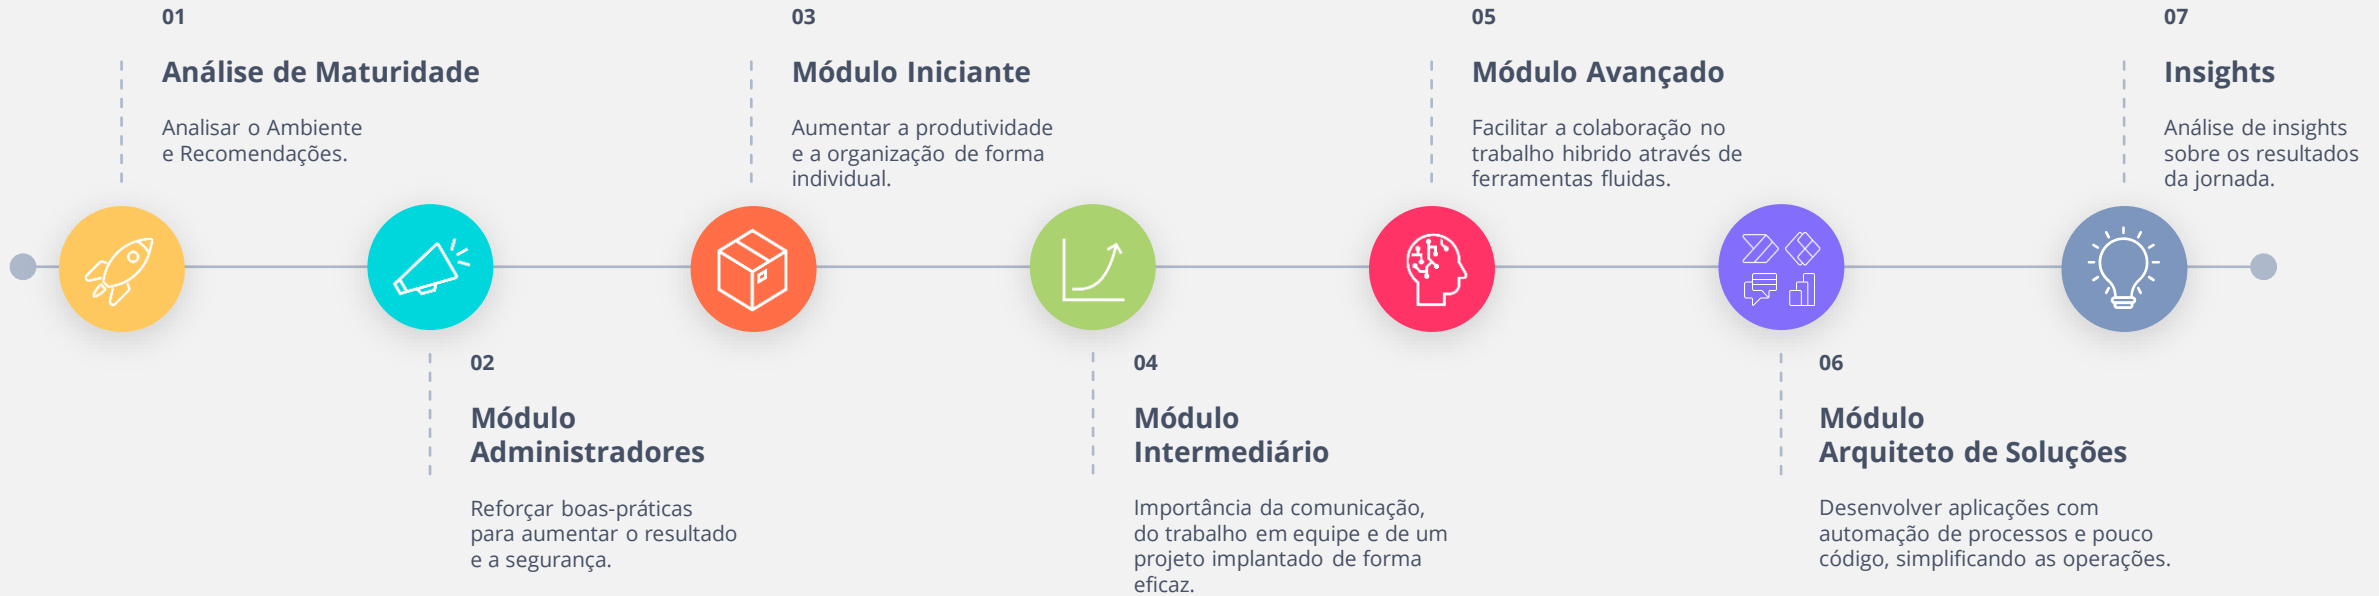 01
Análise de Maturidade
Analisar o Ambiente
e Recomendações.
02
Módulo
Administradores
Reforçar boas-práticas
para aumentar o resultado
e a segurança.
03
Módulo Iniciante
Aumentar a produtividade
e a organização de forma
individual.
04
Módulo
Intermediário
Importância da comunicação,
do trabalho em equipe e de um
projeto implantado de forma
eficaz.
05
Módulo Avançado
Facilitar a colaboração no
trabalho hibrido através de
ferramentas fluidas.
06
Módulo
Arquiteto de Soluções
Desenvolver aplicações com
automação de processos e pouco
código, simplificando as operações.
07
Insights
Análise de insights
sobre os resultados
da jornada.